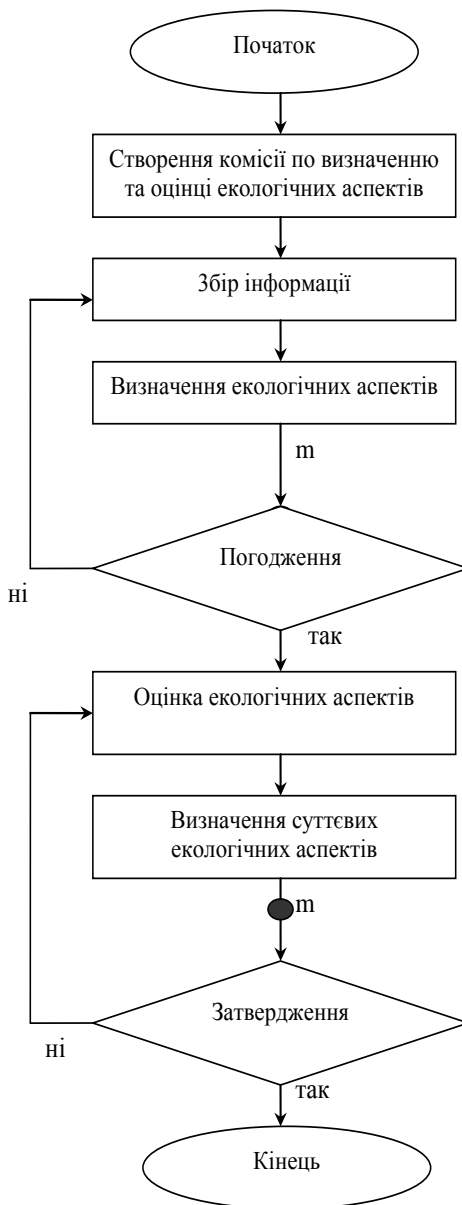 Початок
Створення комісії по визначенню
та оцінці екологічних аспектів
Збір інформації
Визначення екологічних аспектів
m
Погодження
ні
так
Оцінка екологічних аспектів
Визначення суттєвих
екологічних аспектів
m
Затвердження
ні
так
Кінець